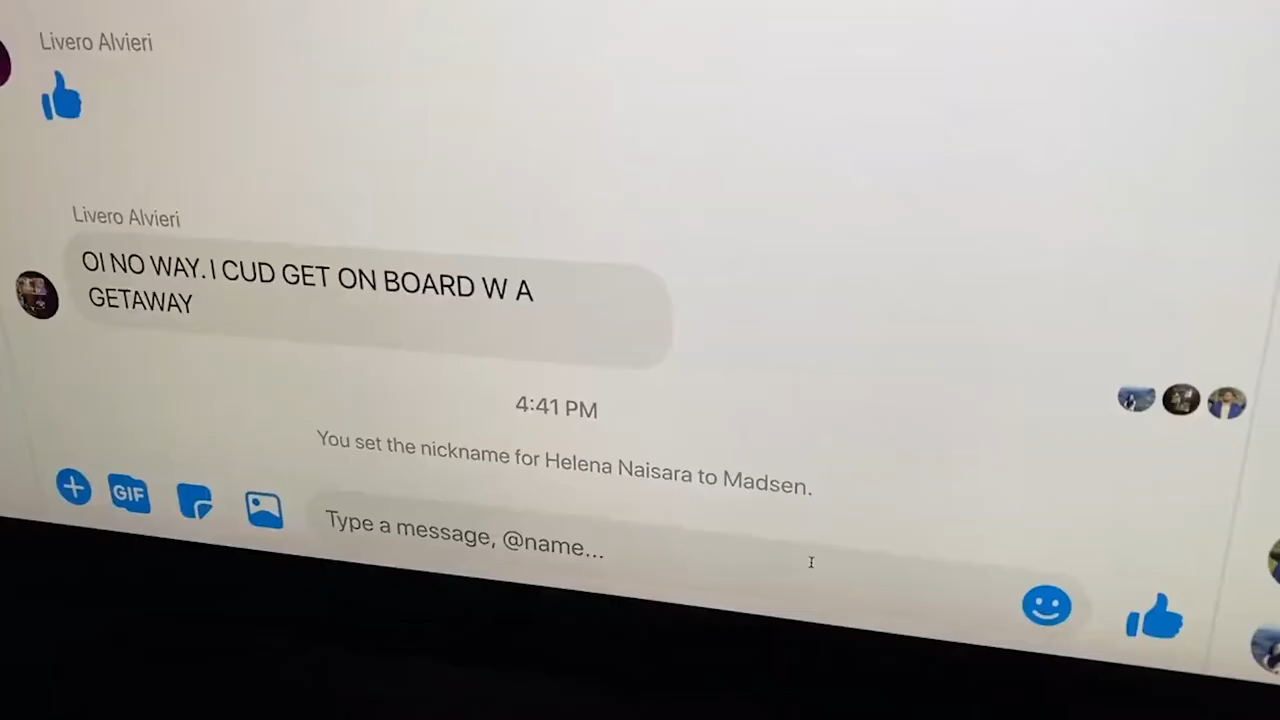 Livero Alvieri
Livero Alvieri
OI NO WAY. I CUD GET ON BOARD W A
GETAWAY
4:41 PM
You set the nickname for Helena Naisara to Madsen.
GIF
Type a message, @name...